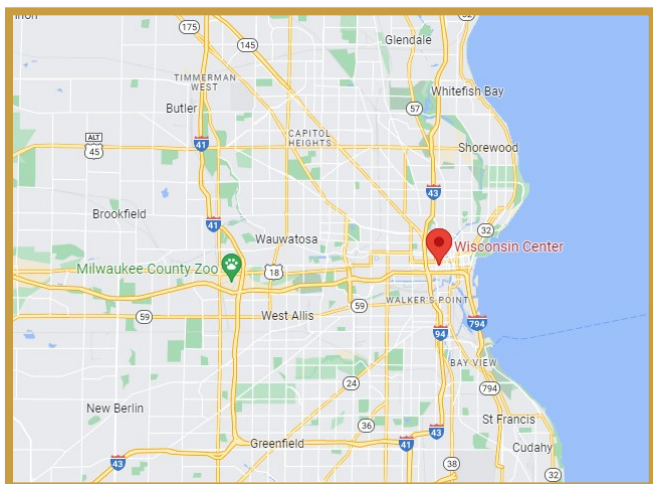 175
32
145
Glendale
TIMMERMAN
WEST
Whitefish Bay
Butler
57
CAPITOL
HEIGHTS
ALT
45
41
Shorewood
43
Brookfield
41
32
Wauwatosa
Wisconsin Center
Milwaukee County Zoo
18
WALKER'S POINT
59
59
West Allis
794
94
BAY VIEW
24
794
New Berlin
St Francis
36
Greenfield
43
41
Cudahy
43
38
32